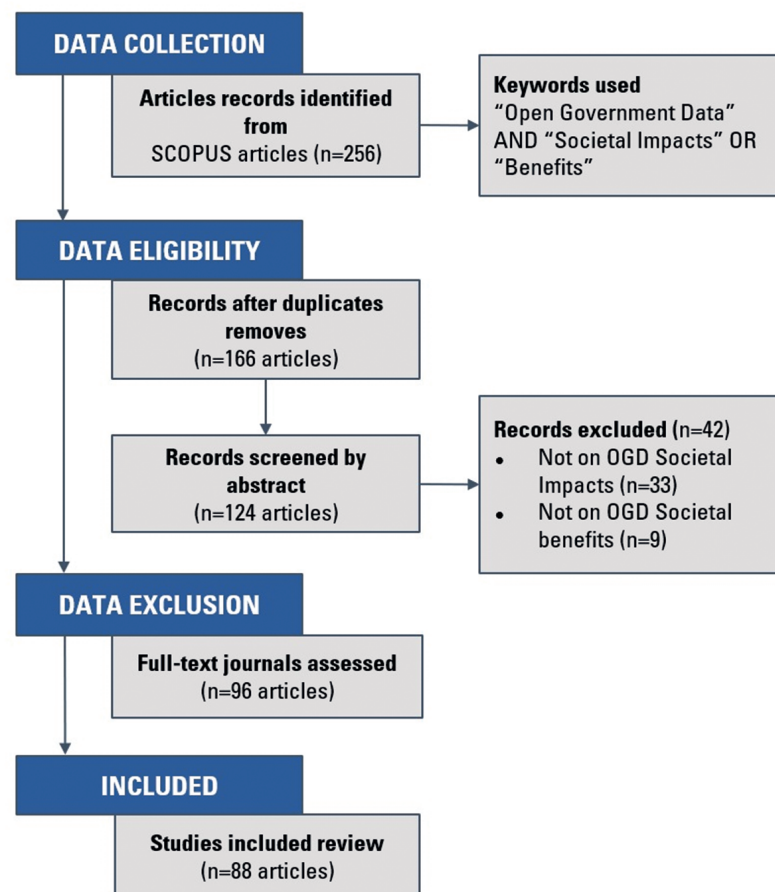 DATA COLLECTION
Articles records identified
from
SCOPUS articles (n=256)
Keywords used
“Open Government Data”
AND “Societal Impacts” OR
“Benefits”
DATA ELIGIBILITY
Records after duplicates
removes
(n=166 articles)
Records screened by
abstract
(n=124 articles)
Records excluded (n=42)
• Not on OGD Societal
Impacts (n=33)
• Not on OGD Societal
benefits (n=9)
DATA EXCLUSION
Full-text journals assessed
(n=96 articles)
INCLUDED
Studies included review
(n=88 articles)